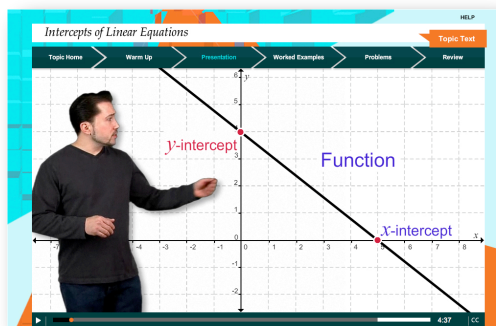 HELP
Intercepts of Linear Equations
Topic Text
Topic Home Warm Up Presentation Worked Examples Problems Review
6 y
5
y-intercept
3
Function
2
1
x-intercept
x
-7 -4 -3 -2 -1 0 1 2 3 4 5 6 7 8
-1
-2
4:37 CC